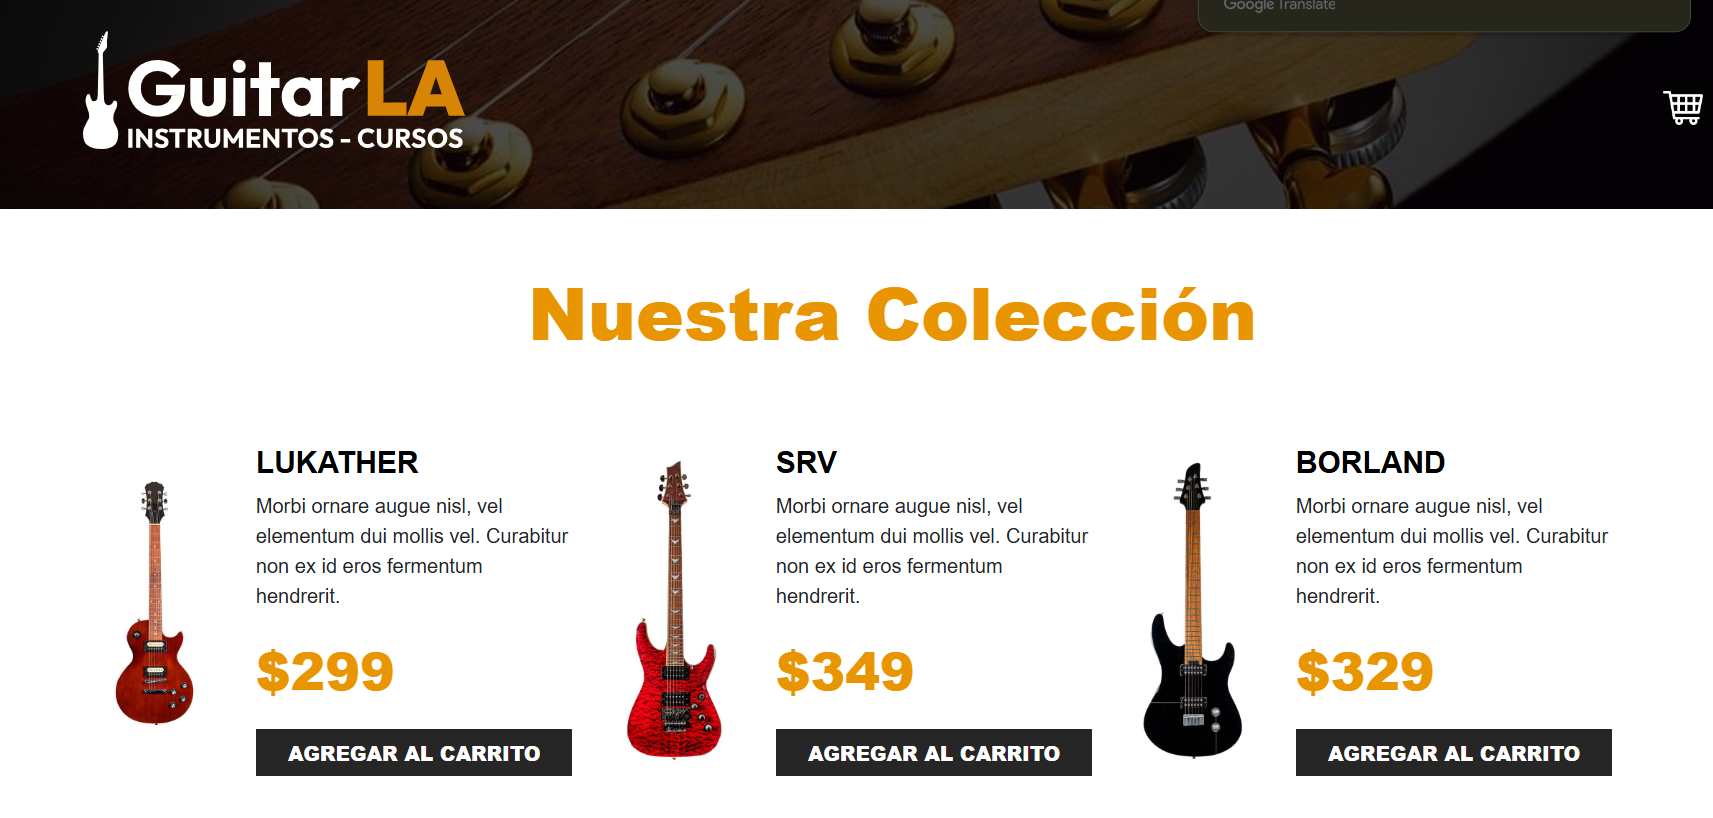 Google Translate
GuitarLA
INSTRUMENTOS - CURSOS
Nuestra Colección
LUKATHER
Morbi ornare augue nisl, vel
elementum dui mollis vel. Curabitur
non ex id eros fermentum
hendrerit.
$299
AGREGAR AL CARRITO
SRV
Morbi ornare augue nisl, vel
elementum dui mollis vel. Curabitur
non ex id eros fermentum
hendrerit.
$349
AGREGAR AL CARRITO
BORLAND
Morbi ornare augue nisl, vel
elementum dui mollis vel. Curabitur
non ex id eros fermentum
hendrerit.
$329
AGREGAR AL CARRITO